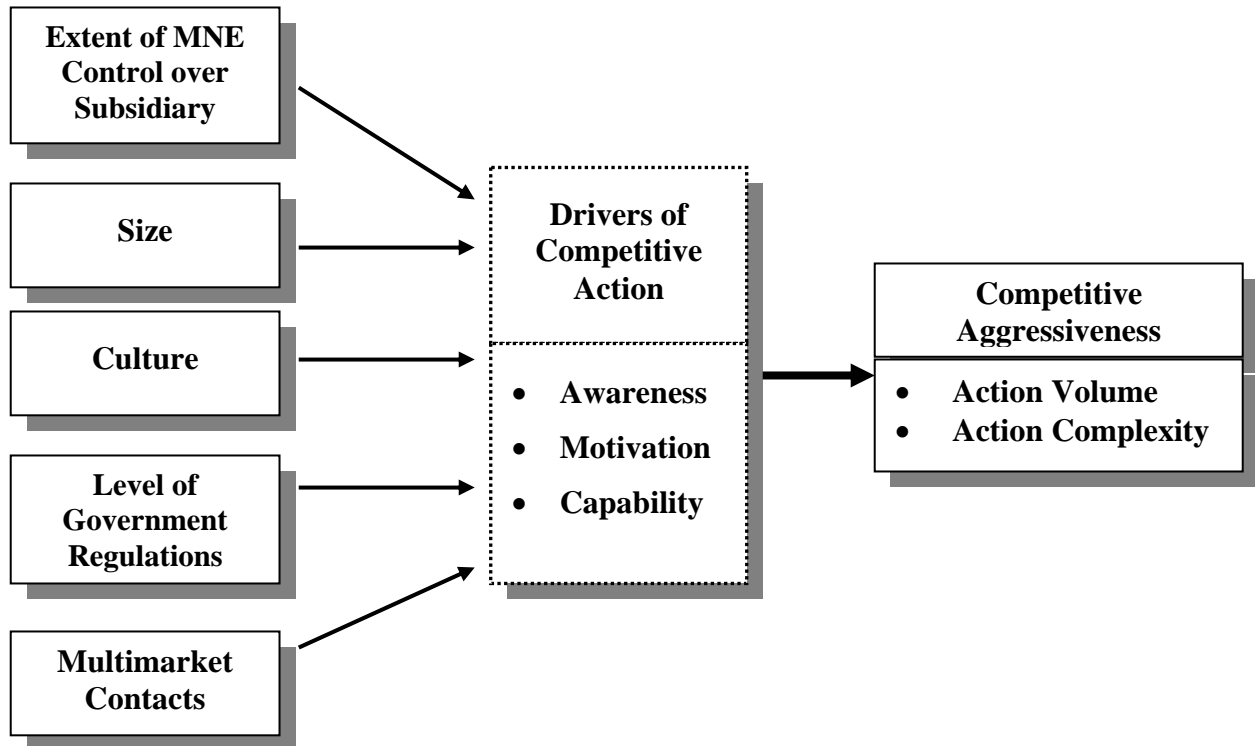 Extent of MNE
Control over
Subsidiary
Size
Culture
Level of
Government
Regulations
Multimarket
Contacts
Drivers of
Competitive
Action
• Awareness
• Motivation
• Capability
Competitive
Aggressiveness
• Action Volume
• Action Complexity